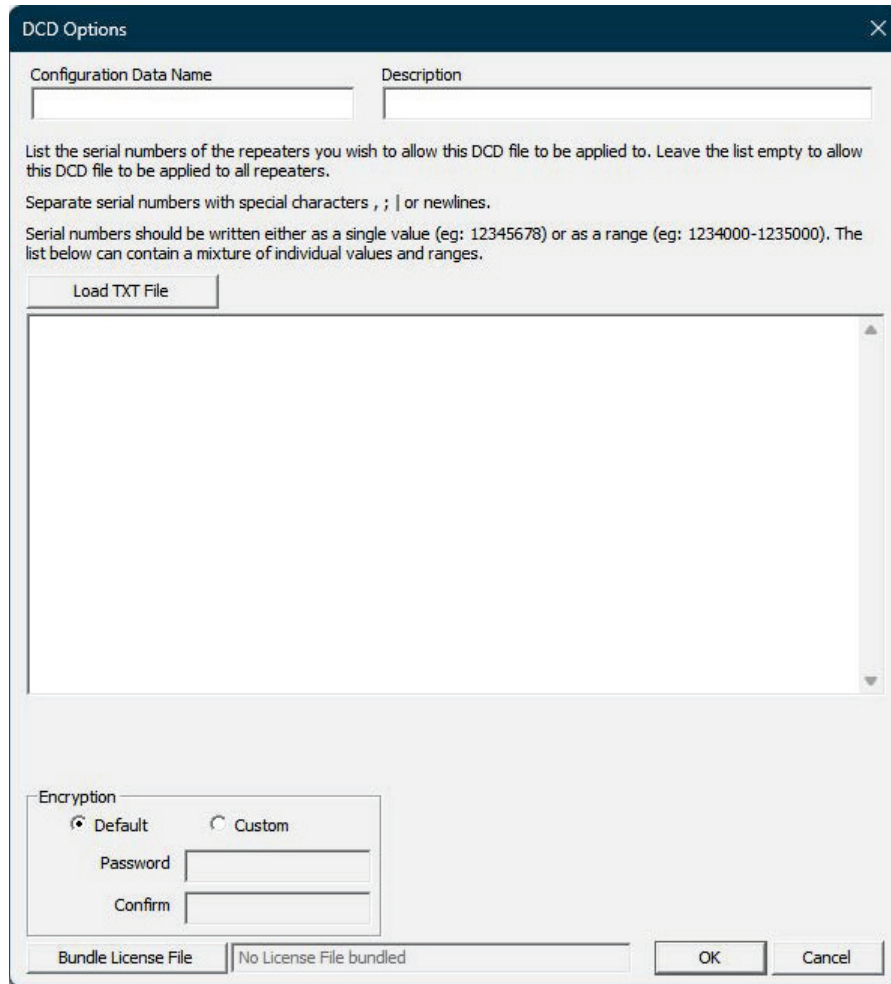 DCD Options
Configuration Data Name
Description
List the serial numbers of the repeaters you wish to allow this DCD file to be applied to. Leave the list empty to allow
this DCD file to be applied to all repeaters.
Separate serial numbers with special characters , ; | or newlines.
Serial numbers should be written either as a single value (eg: 12345678) or as a range (eg: 1234000-1235000). The
list below can contain a mixture of individual values and ranges.
Load TXT File
Encryption
Default
Custom
Password
Confirm
Bundle License File
No License File bundled
OK
Cancel